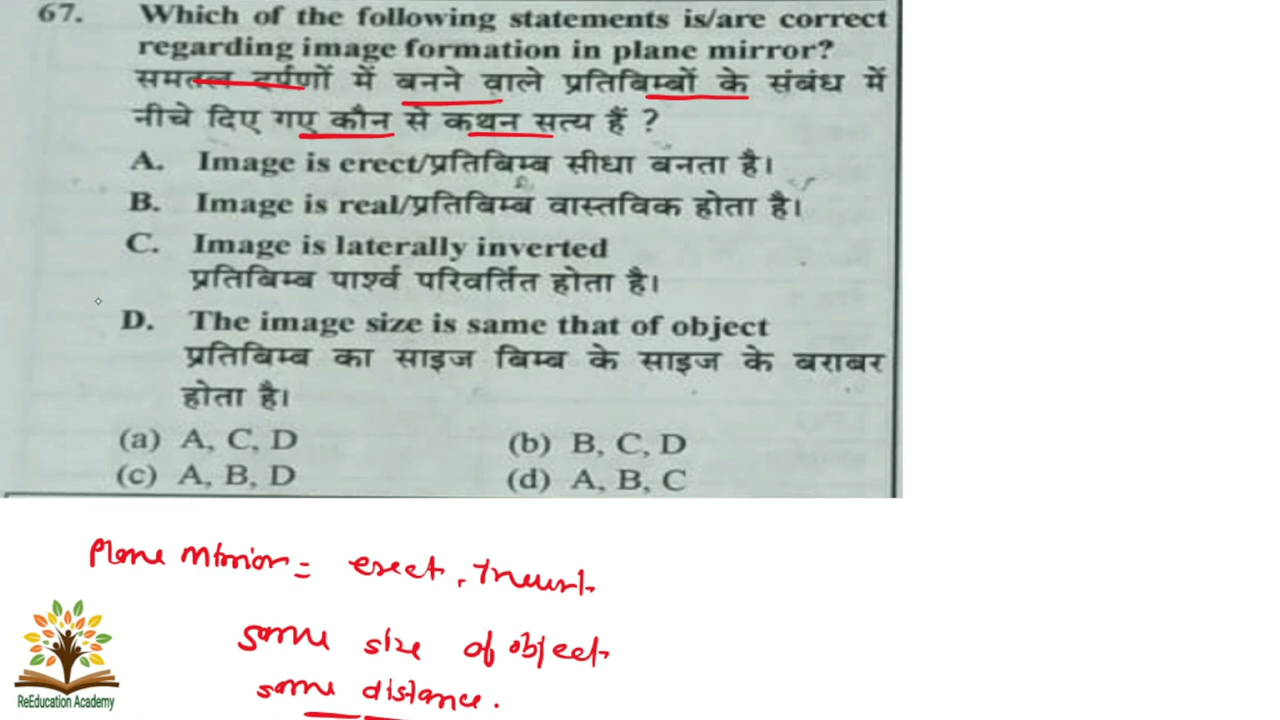 67. Which of the following statements is/are correct
regarding image formation in plane mirror?
समतल दर्पणों में बनने वाले प्रतिबिम्बों के संबंध में
नीचे दिए गए कौन से कथन सत्य हैं ?
A. Image is erect/प्रतिबिम्ब सीधा बनता है।
B. Image is real/प्रतिबिम्ब वास्तविक होता है।
C. Image is laterally inverted
प्रतिबिम्ब पार्श्व परिवर्तित होता है।
D. The image size is same that of object
प्रतिबिम्ब का साइज बिम्ब के साइज के बराबर
होता है।
(a) A, C, D (b) B, C, D
(c) A, B, D (d) A, B, C
Plane = erect,
same size of object
same distance.
ReEducation Academy